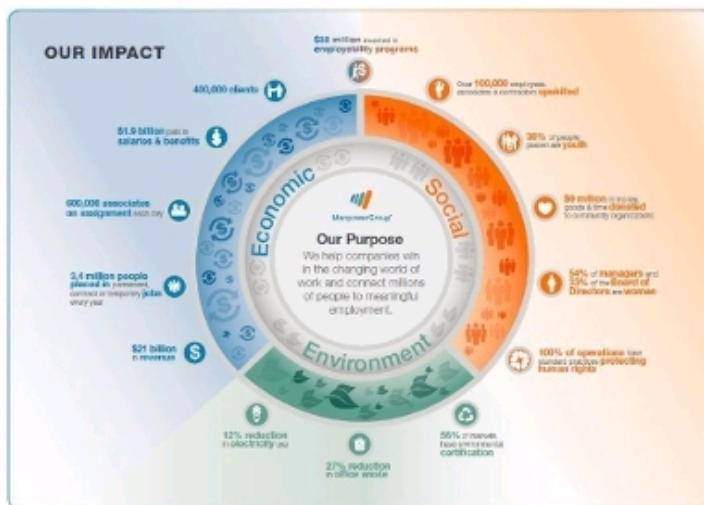 OUR IMPACT
million invested in
employability programs
400,000 clients
$1.9 billion paid in
salaries & benefits
600,000 associates
on assignment each day
3.4 million people
placed in permanent,
contract or temporary jobs
every year
$21 billion
in revenue
Over 100,000 employees,
associates & contractors upskilled
of people
placed are youth
million in money,
goods & time donated
to community organizations
54% of managers and
33% of the Board of
Directors are women
100% of operations have
standard practices protecting
human rights
Economic
Social
Environment
ManpowerGroup
Our Purpose
We help companies win
in the changing world of
work and connect millions
of people to meaningful
employment.
12% reduction
in electricity use
27% reduction
in office waste
of markets
have environmental
certification